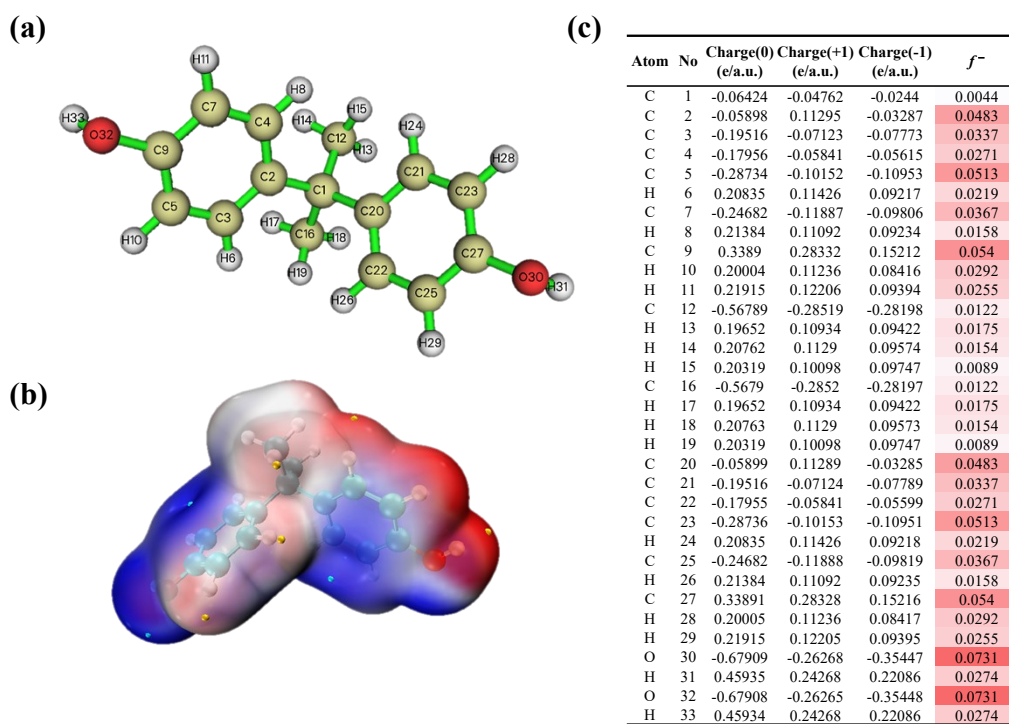 (a)
H11
H8
C7
H33
C4
H15
O32
H14
C12
H24
C9
H13
H28
C21
C2
C23
C1
C5
C3
C20
H17
C16
H18
H10
H6
C27
C22
H19
O30
H31
H26
C25
H29
(b)
(c)
Atom No Charge(0) (e/a.u.) Charge(+1) (e/a.u.) Charge(-1) (e/a.u.) f⁻
C 1 -0.06424 -0.04762 -0.0244 0.0044
C 2 -0.05898 0.11295 -0.03287 0.0483
C 3 -0.19516 -0.07123 -0.07773 0.0337
C 4 -0.17956 -0.05841 -0.05615 0.0271
C 5 -0.28734 -0.10152 -0.10953 0.0513
H 6 0.20835 0.11426 0.09217 0.0219
C 7 -0.24682 -0.11887 -0.09806 0.0367
H 8 0.21384 0.11092 0.09234 0.0158
C 9 0.3389 0.28332 0.15212 0.054
H 10 0.20004 0.11236 0.08416 0.0292
H 11 0.21915 0.12206 0.09394 0.0255
C 12 -0.56789 -0.28519 -0.28198 0.0122
H 13 0.19652 0.10934 0.09422 0.0175
H 14 0.20762 0.1129 0.09574 0.0154
H 15 0.20319 0.10098 0.09747 0.0089
C 16 -0.5679 -0.2852 -0.28197 0.0122
H 17 0.19652 0.10934 0.09422 0.0175
H 18 0.20763 0.1129 0.09573 0.0154
H 19 0.20319 0.10098 0.09747 0.0089
C 20 -0.05899 0.11289 -0.03285 0.0483
C 21 -0.19516 -0.07124 -0.07789 0.0337
C 22 -0.17955 -0.05841 -0.05599 0.0271
C 23 -0.28736 -0.10153 -0.10951 0.0513
H 24 0.20835 0.11426 0.09218 0.0219
C 25 -0.24682 -0.11888 -0.09819 0.0367
H 26 0.21384 0.11092 0.09235 0.0158
C 27 0.33891 0.28328 0.15216 0.054
H 28 0.20005 0.11236 0.08417 0.0292
H 29 0.21915 0.12205 0.09395 0.0255
O 30 -0.67909 -0.26268 -0.35447 0.0731
H 31 0.45935 0.24268 0.22086 0.0274
O 32 -0.67908 -0.26265 -0.35448 0.0731
H 33 0.45934 0.24268 0.22086 0.0274